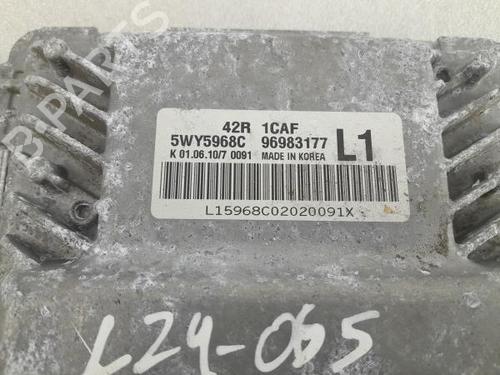 B-PARTS
42R 1CAF
5WY5968C 96983177 L1
K 01.06.10/7 0091 MADE IN KOREA
L15968C02020091X
L24-065